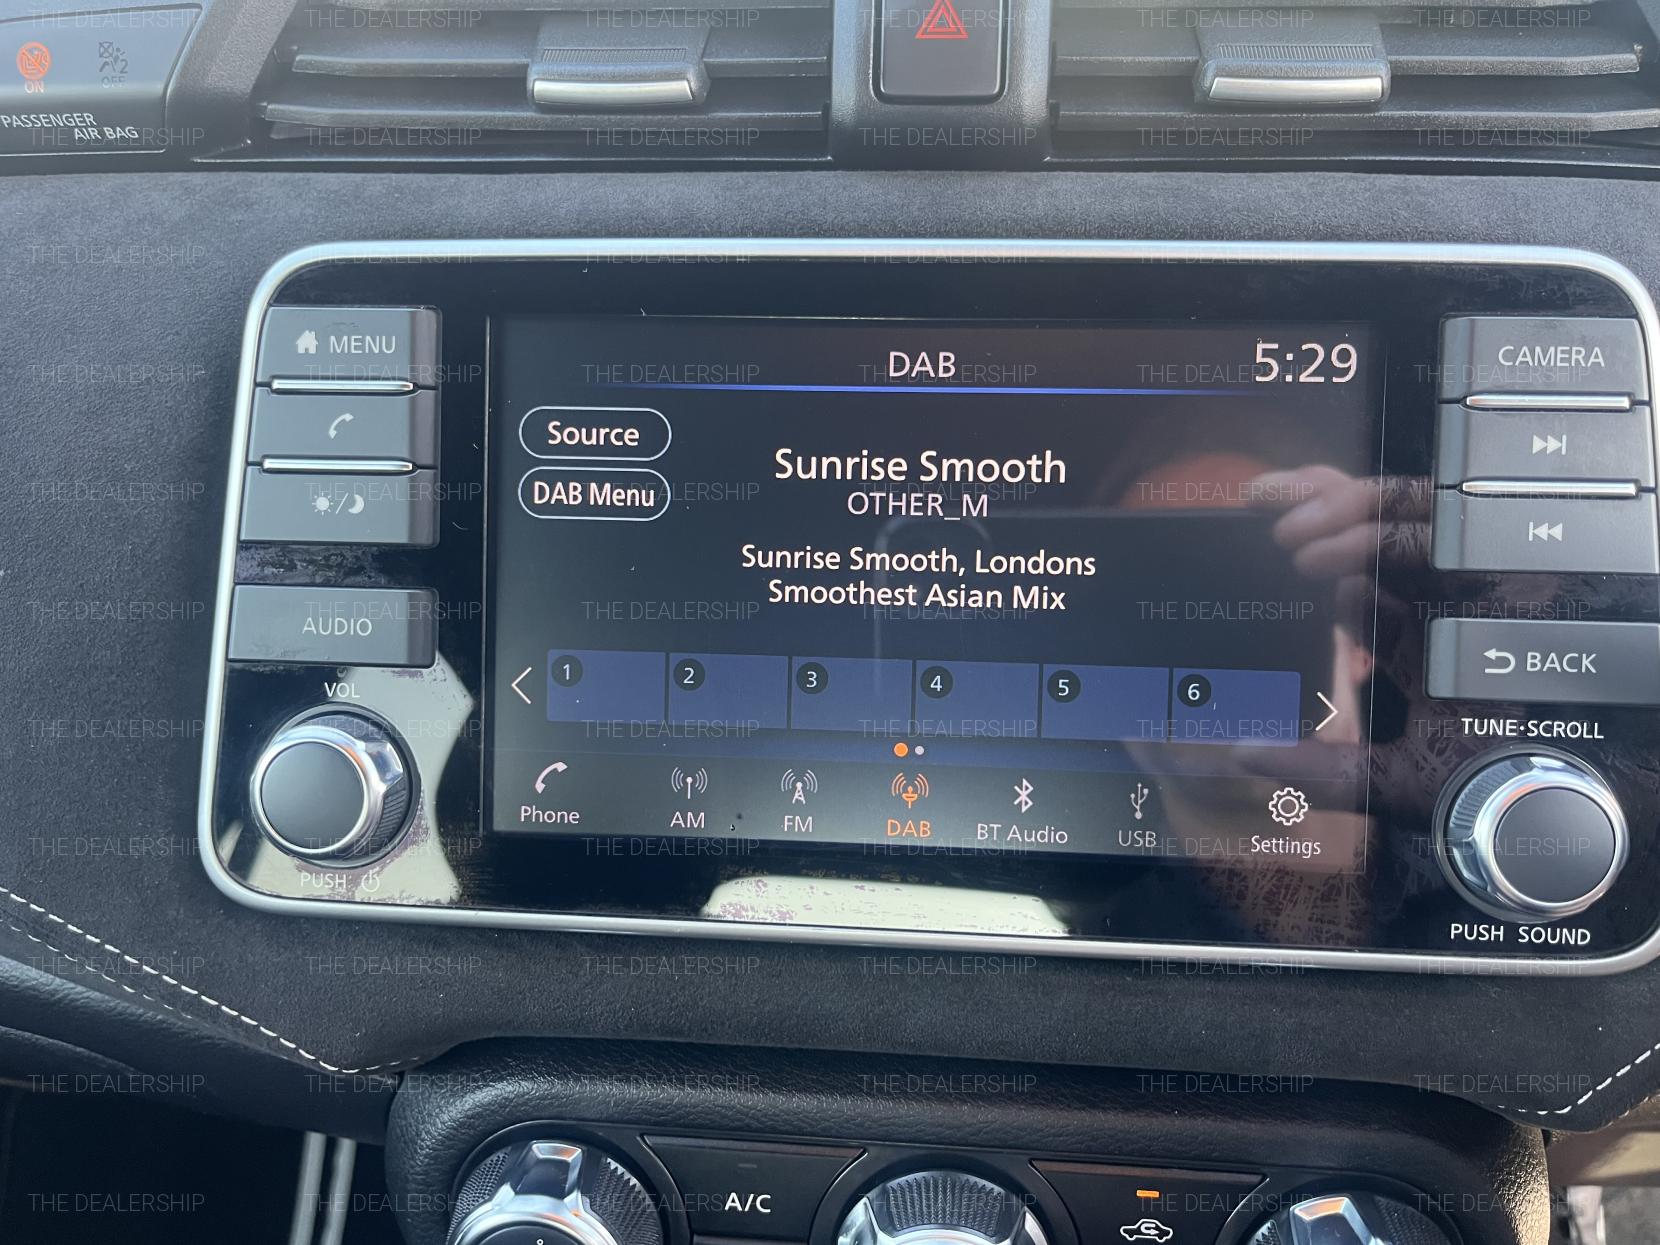 ON
2
OFF
PASSENGER
AIR BAG
MENU
AUDIO
VOL
PUSH
DAB
5:29
Source
DAB Menu
Sunrise Smooth
OTHER_M
Sunrise Smooth, Londons
Smoothest Asian Mix
1 2 3 4 5 6
Phone AM FM DAB BT Audio USB Settings
CAMERA
BACK
TUNE·SCROLL
PUSH SOUND
A/C
THE DEALERSHIP